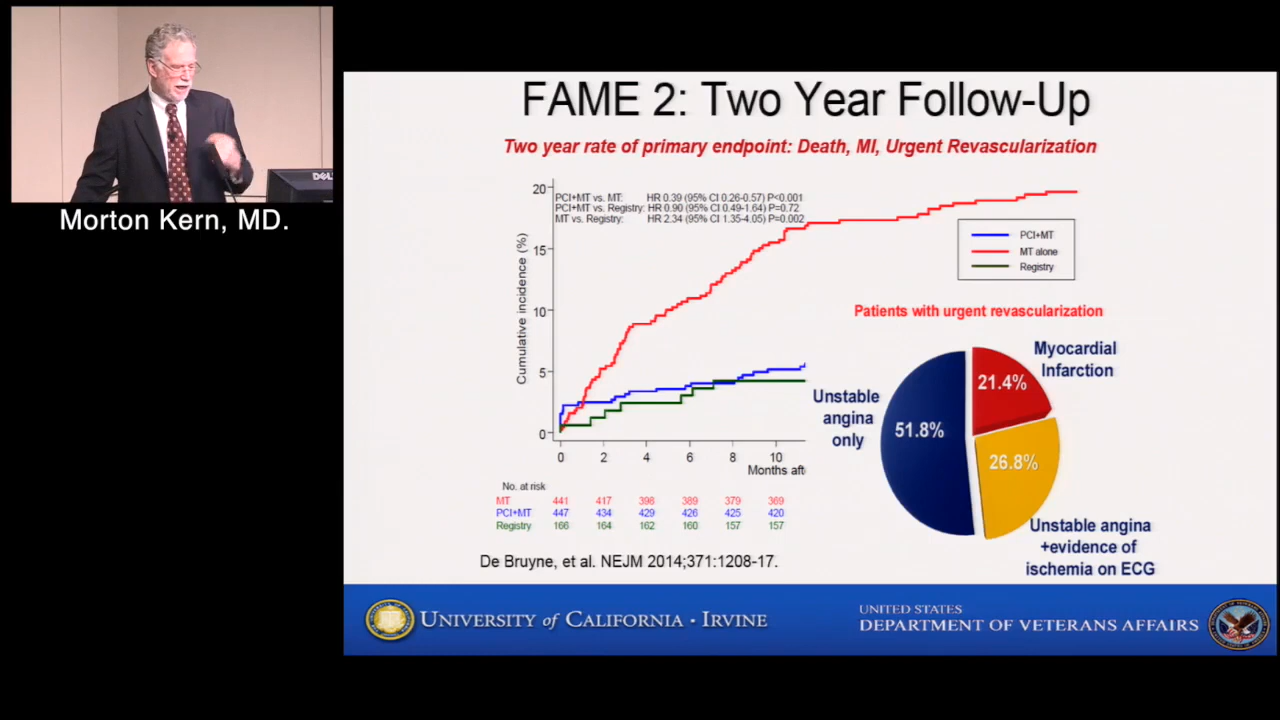 DELL
Morton Kern, MD.
FAME 2: Two Year Follow-Up
Two year rate of primary endpoint: Death, MI, Urgent Revascularization
PCI+MT vs. MT: HR 0.39 (95% CI 0.26-0.57) P<0.001
PCI+MT vs. Registry: HR 0.90 (95% CI 0.49-1.64) P=0.72
MT vs. Registry: HR 2.34 (95% CI 1.35-4.05) P=0.002
Cumulative incidence (%)
20
15
10
5
0
0 2 4 6 8 10
Months aft
PCI+MT
MT alone
Registry
Patients with urgent revascularization
Myocardial
Infarction
21.4%
Unstable
angina
only
51.8%
26.8%
Unstable angina
+evidence of
ischemia on ECG
No. at risk
MT 441 417 398 389 379 369
PCI+MT 447 434 429 426 425 420
Registry 166 164 162 160 157 157
De Bruyne, et al. NEJM 2014;371:1208-17.
UNIVERSITY of CALIFORNIA • IRVINE
UNITED STATES
DEPARTMENT OF VETERANS AFFAIRS